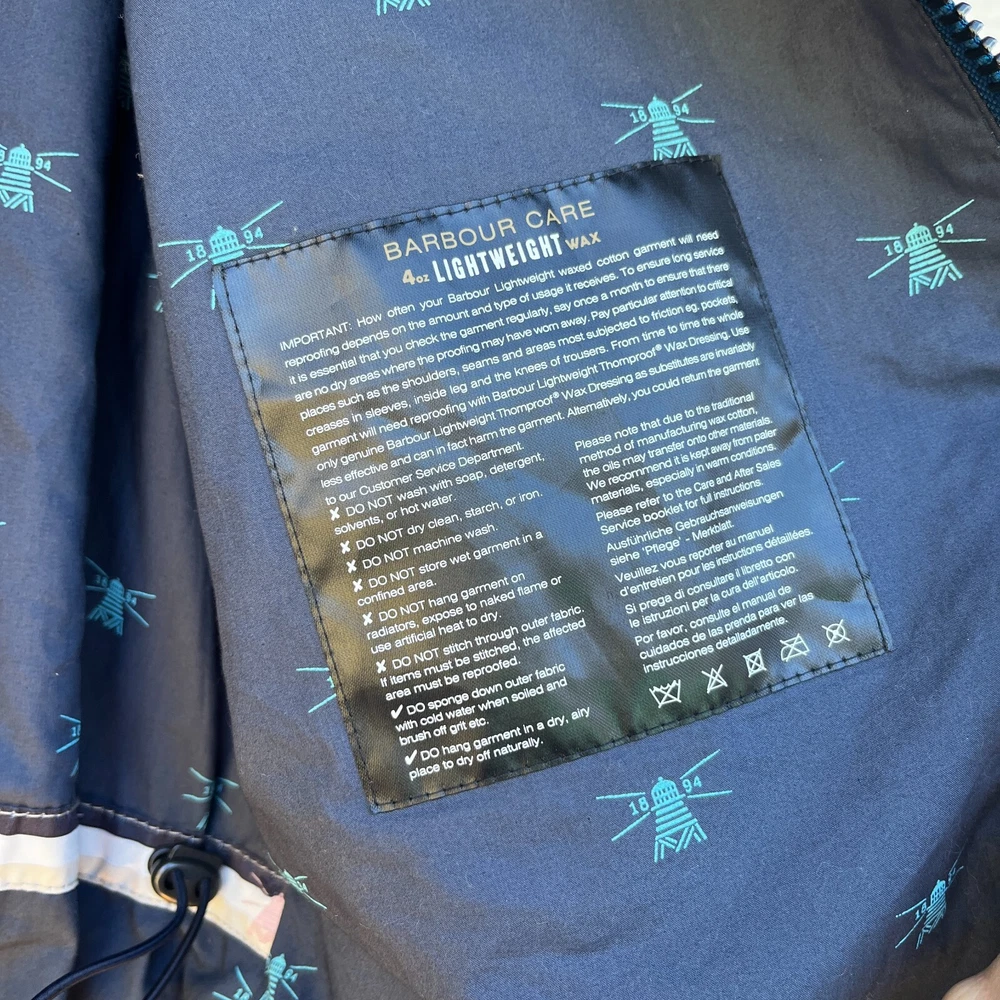 BARBOUR CARE
4oz LIGHTWEIGHT WAX
IMPORTANT: How often your Barbour Lightweight waxed cotton garment will need
reproofing depends on the amount and type of usage it receives. To ensure long service
it is essential that you check the garment regularly, say once a month to ensure that there
are no dry areas where the proofing may have worn away. Pay particular attention to critical
places such as the shoulders, seams and areas most subjected to friction eg. pockets,
creases in sleeves, inside leg and the knees of trousers. From time to time the whole
garment will need reproofing with Barbour Lightweight Thornproof® Wax Dressing. Use
only genuine Barbour Lightweight Thornproof® Wax Dressing as substitutes are invariably
less effective and can in fact harm the garment. Alternatively, you could return the garment
to our Customer Service Department.
✘ DO NOT wash with soap, detergent,
solvents, or hot water.
✘ DO NOT dry clean, starch, or iron.
✘ DO NOT machine wash.
✘ DO NOT store wet garment in a
confined area.
✘ DO NOT hang garment on
radiators, expose to naked flame or
use artificial heat to dry.
✘ DO NOT stitch through outer fabric.
If items must be stitched, the affected
area must be reproofed.
✔ DO sponge down outer fabric
with cold water when soiled and
brush off grit etc.
✔ DO hang garment in a dry, airy
place to dry off naturally.
Please note that due to the traditional
method of manufacturing wax cotton,
the oils may transfer onto other materials.
We recommend it is kept away from paler
materials, especially in warm conditions.
Please refer to the Care and After Sales
Service booklet for full instructions.
Ausführliche Gebrauchsanweisungen
siehe 'Pflege' - Merkblatt.
Veuillez vous reporter au manuel
d'entretien pour les instructions détaillées.
Si prega di consultare il libretto con
le istruzioni per la cura dell'articolo.
Por favor, consulte el manual de
cuidados de las prenda para ver las
instrucciones detalladamente.
1894
1894
1894
1894
1894